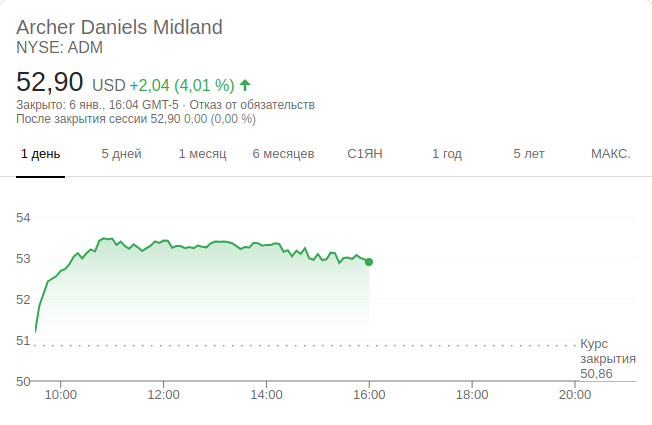 Archer Daniels Midland
NYSE: ADM
52,90 USD +2,04 (4,01 %)
Закрыто: 6 янв., 16:04 GMT-5 · Отказ от обязательств
После закрытия сессии 52,90 0,00 (0,00 %)
1 день 5 дней 1 месяц 6 месяцев С1ЯН 1 год 5 лет МАКС.
54
53
52
51
Курс
закрытия
50,86
50
10:00 12:00 14:00 16:00 18:00 20:00